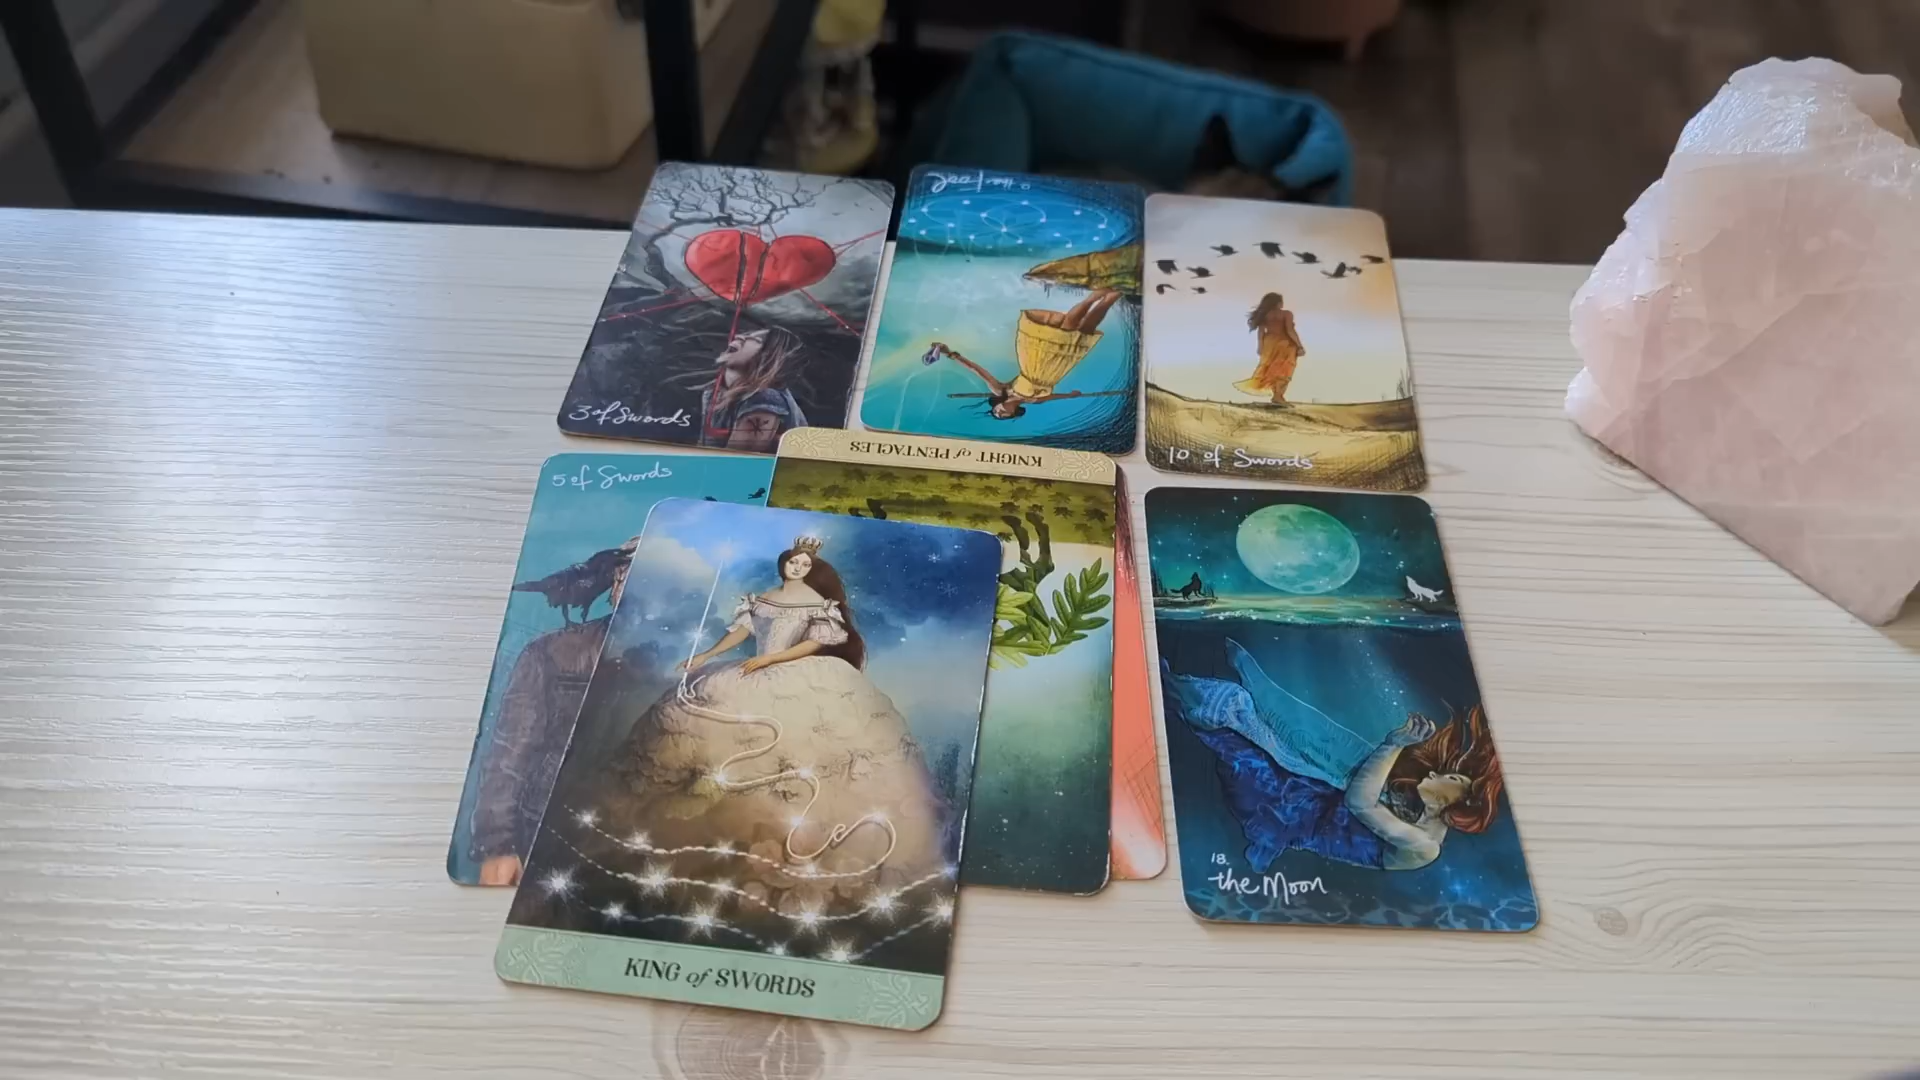 0 the Fool
3 of Swords
10 of Swords
KNIGHT of PENTACLES
5 of Swords
18.
the Moon
KING of SWORDS